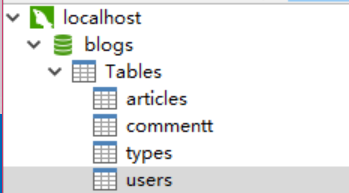 localhost
blogs
Tables
articles
commentt
types
users